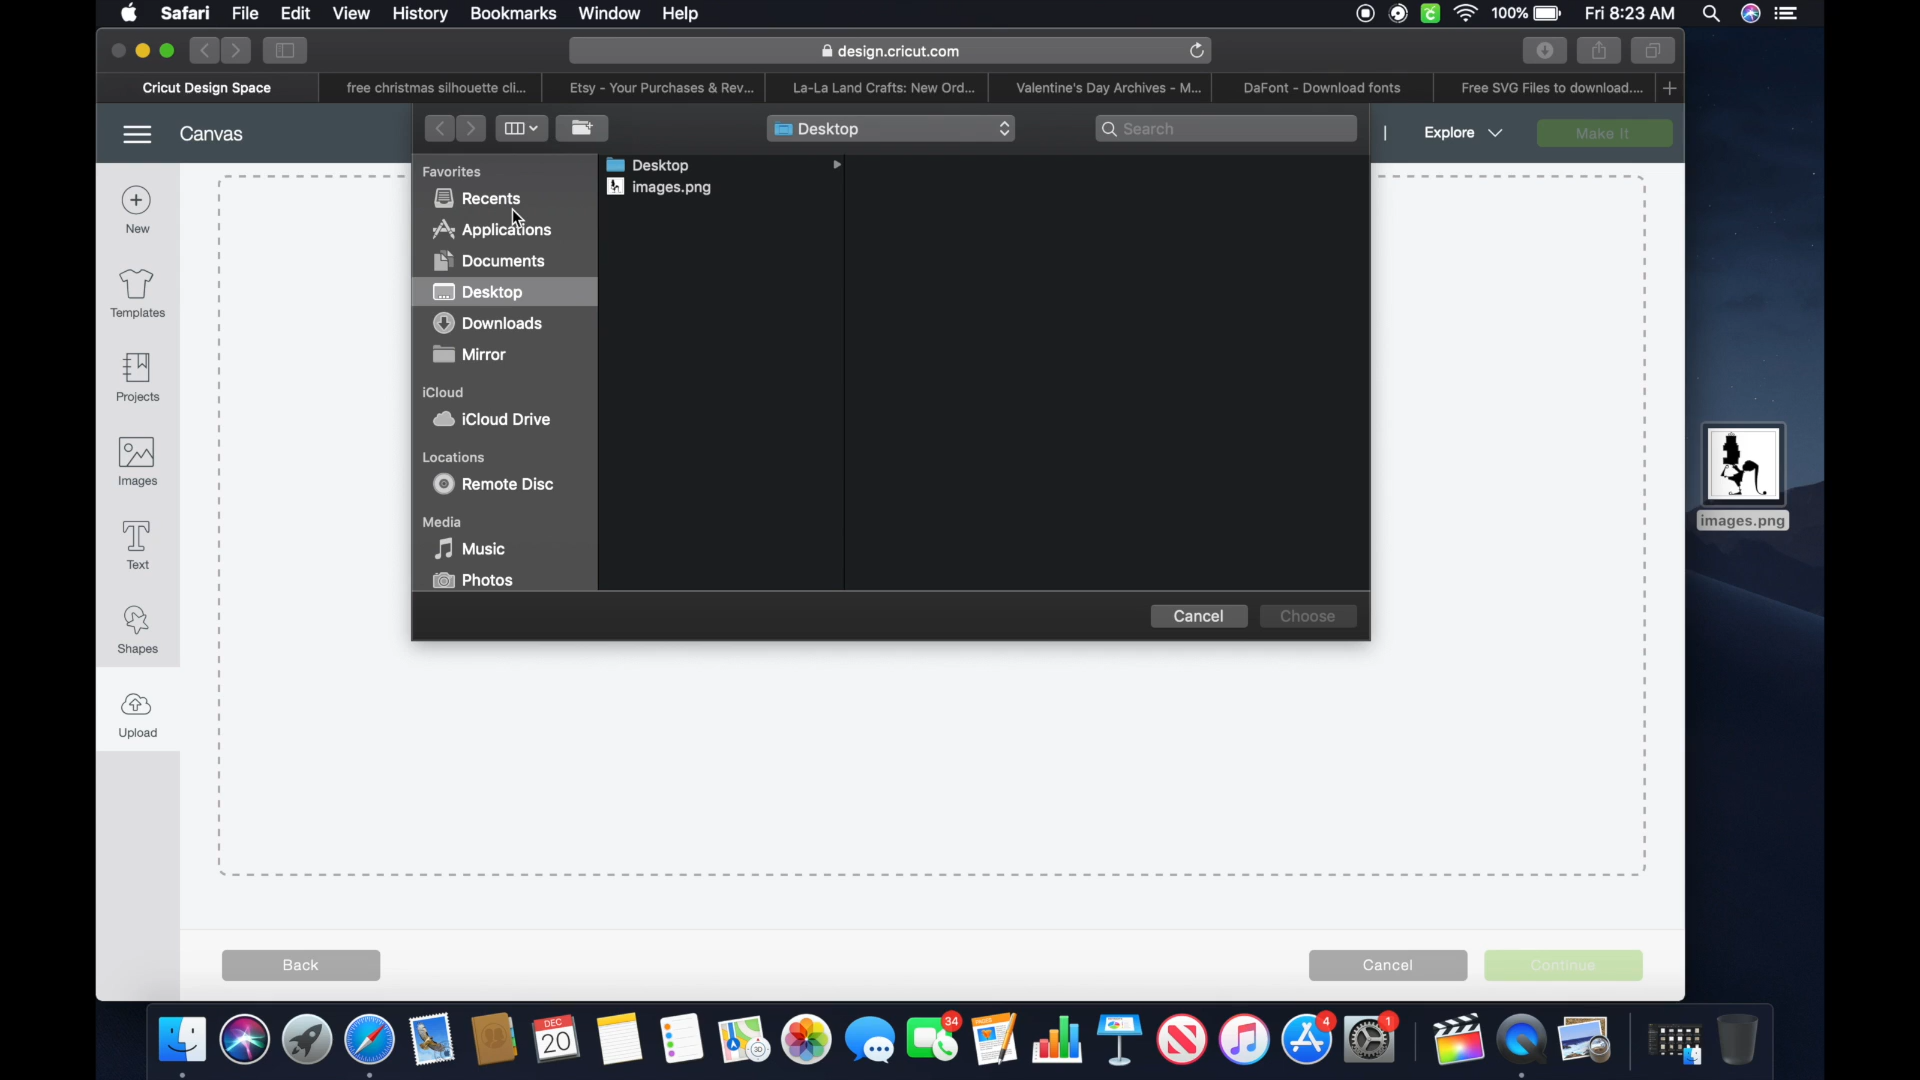 Safari File Edit View History Bookmarks Window Help 100% Fri 8:23 AM
design.cricut.com
Cricut Design Space free christmas silhouette cli... Etsy - Your Purchases & Rev... La-La Land Crafts: New Ord... Valentine's Day Archives - M... DaFont - Download fonts Free SVG Files to download....
Canvas Desktop Search | Explore Make It
Favorites
Recents
Applications
Documents
Desktop
Downloads
Mirror
iCloud
iCloud Drive
Locations
Remote Disc
Media
Music
Photos
Desktop
images.png
Cancel Choose
New
Templates
Projects
Images
Text
Shapes
Upload
images.png
Back Cancel Continue
DEC
20
3D
34
PAGES
4
1